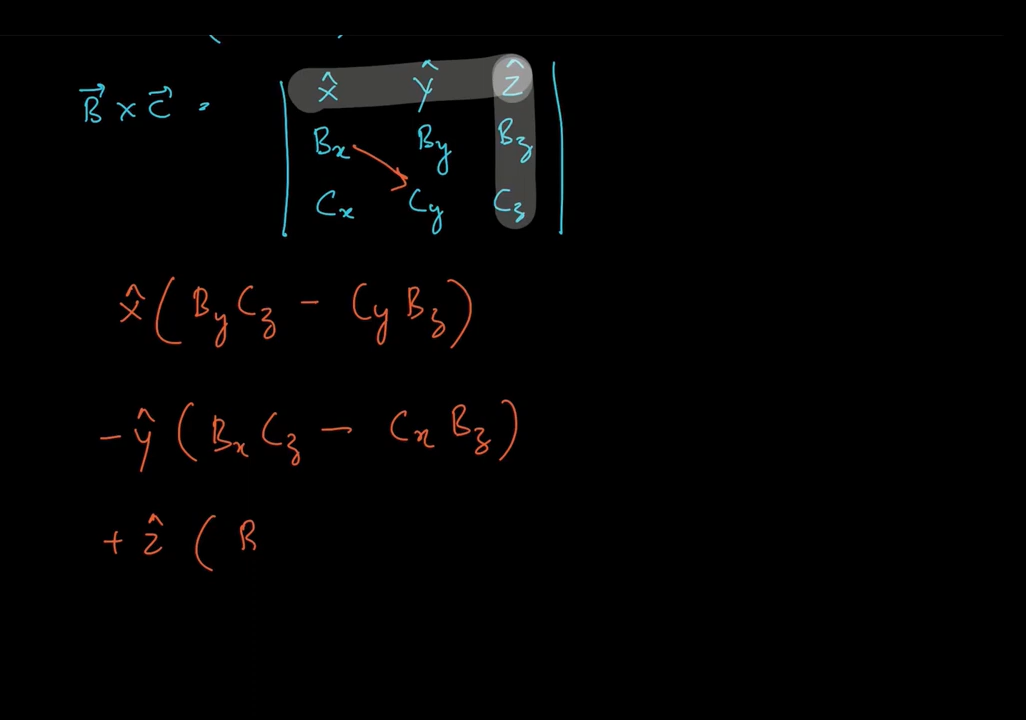 B⃗ × C⃗ = | x̂ ŷ ẑ |
| Bx By Bz |
| Cx Cy Cz |
x̂ ( By Cz − Cy Bz )
− ŷ ( Bx Cz − Cx Bz )
+ ẑ ( B